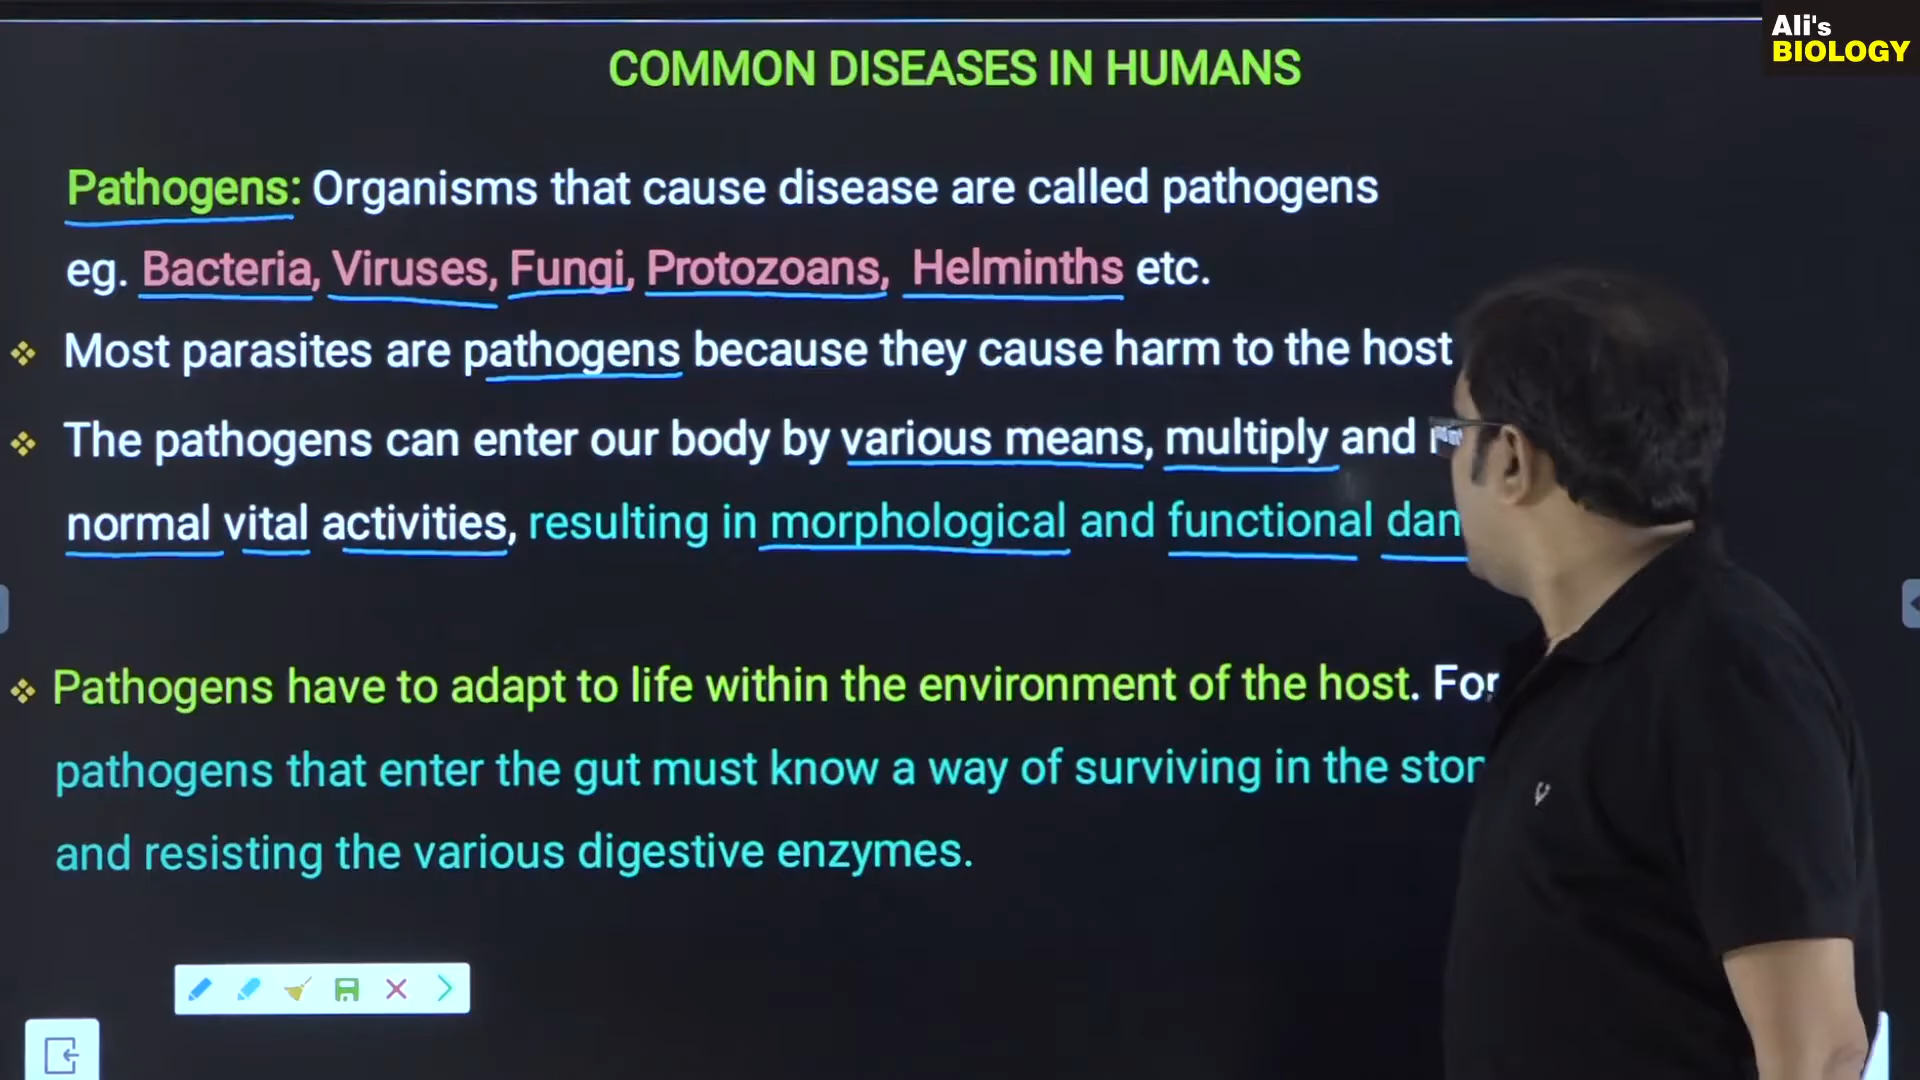 Ali's
BIOLOGY
COMMON DISEASES IN HUMANS
Pathogens: Organisms that cause disease are called pathogens
eg. Bacteria, Viruses, Fungi, Protozoans, Helminths etc.
Most parasites are pathogens because they cause harm to the host
The pathogens can enter our body by various means, multiply and
normal vital activities, resulting in morphological and functional
Pathogens have to adapt to life within the environment of the host. For
pathogens that enter the gut must know a way of surviving in the
and resisting the various digestive enzymes.